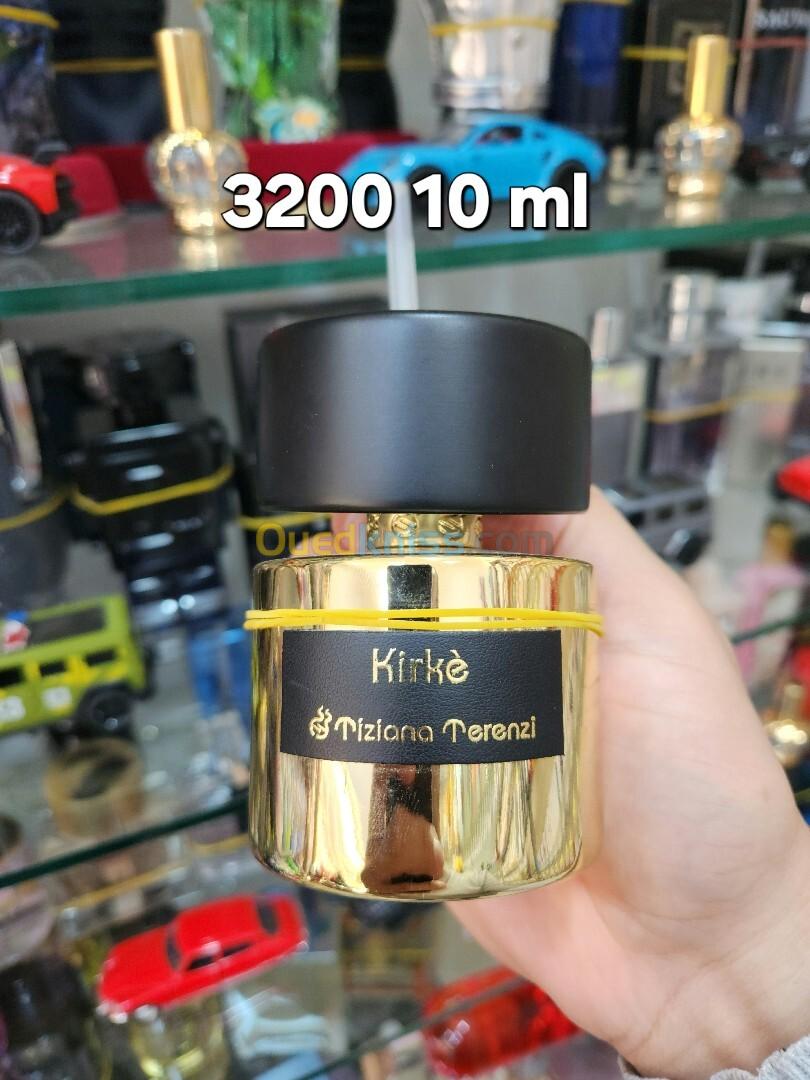 3200 10 ml
Ouedkniss.com
Kirkè
Tiziana Terenzi